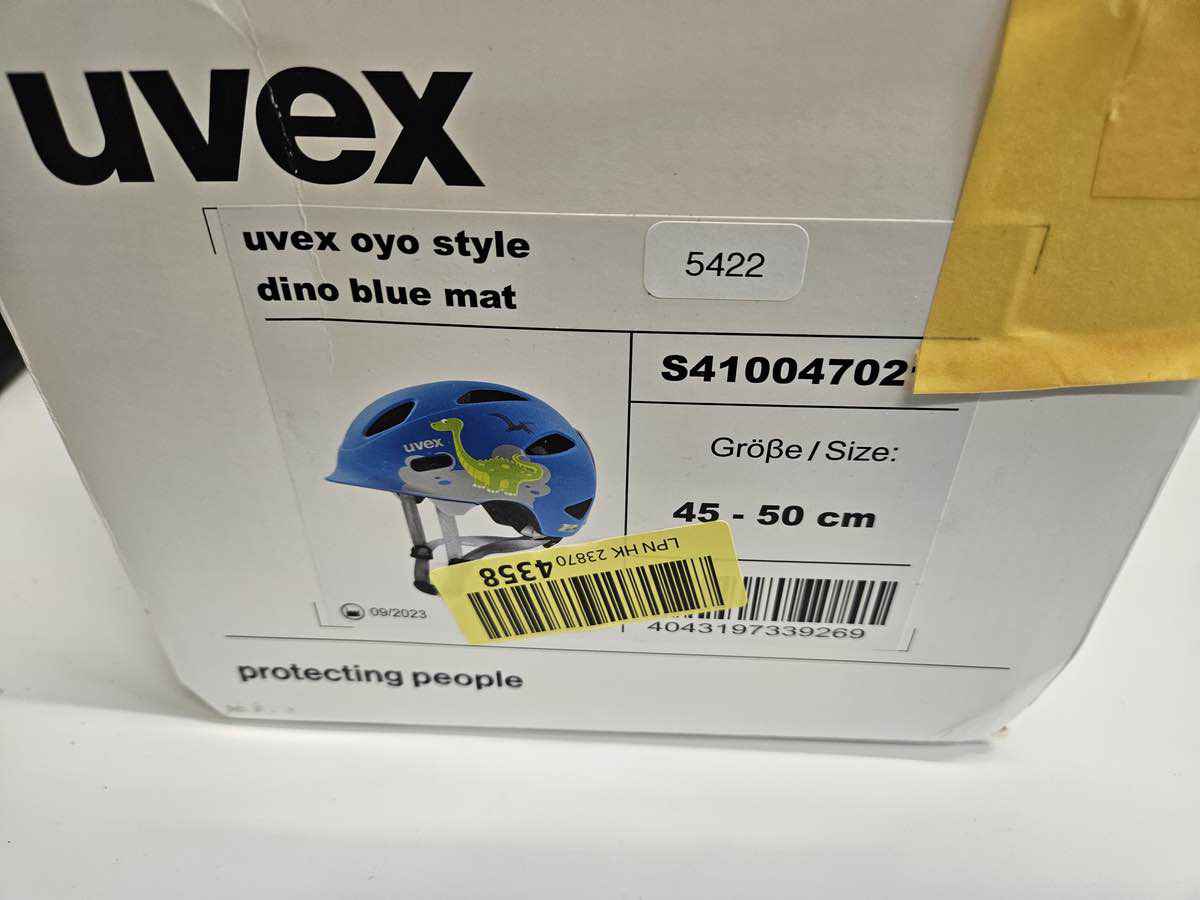 uvex
uvex oyo style
dino blue mat
5422
S41004702
Größe / Size:
45 - 50 cm
uvex
LPN HK 23870 4358
09/2023
4043197339269
protecting people